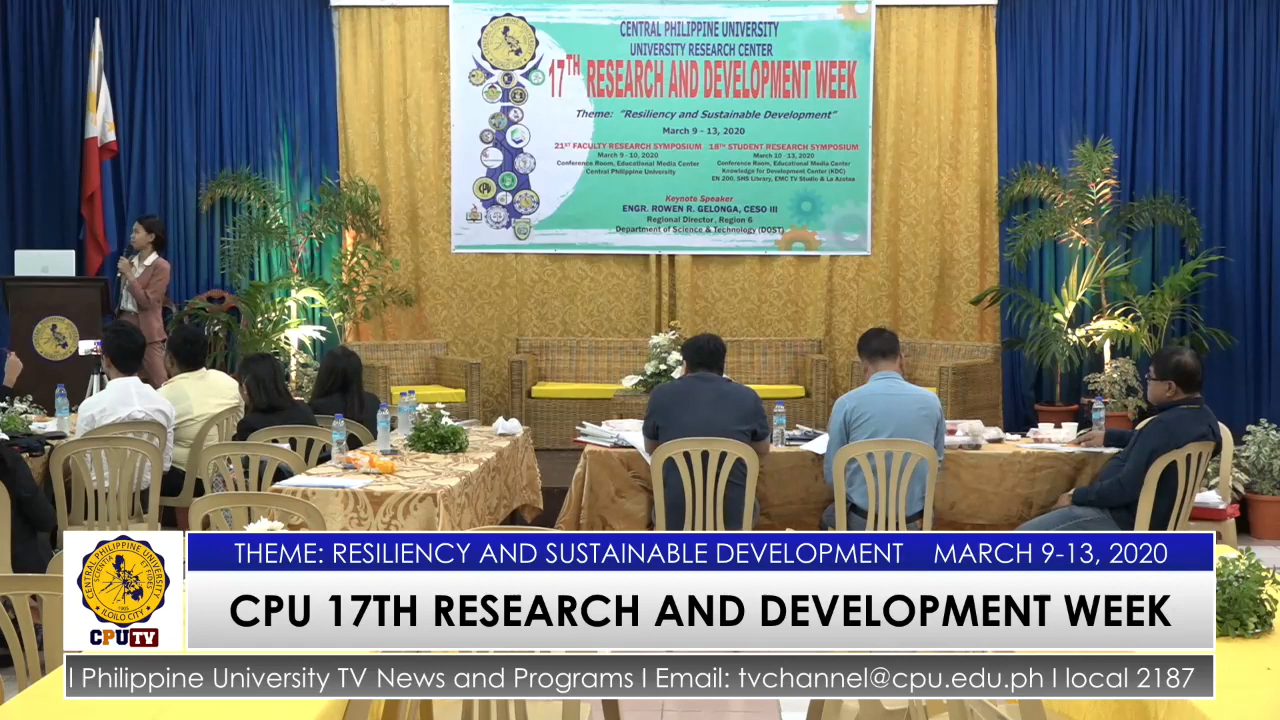 CENTRAL PHILIPPINE UNIVERSITY
UNIVERSITY RESEARCH CENTER
17TH RESEARCH AND DEVELOPMENT WEEK
Theme: "Resiliency and Sustainable Development"
March 9 - 13, 2020
21ST FACULTY RESEARCH SYMPOSIUM
March 9 - 10, 2020
Conference Room, Educational Media Center
Central Philippine University
18TH STUDENT RESEARCH SYMPOSIUM
March 10 - 13, 2020
Conference Room, Educational Media Center
Knowledge for Development Center (KDC)
EN 200, SHS Library, EMC TV Studio & La Azotea
Keynote Speaker
ENGR. ROWEN R. GELONGA, CESO III
Regional Director, Region 6
Department of Science & Technology (DOST)
THEME: RESILIENCY AND SUSTAINABLE DEVELOPMENT MARCH 9-13, 2020
CPU 17TH RESEARCH AND DEVELOPMENT WEEK
CENTRAL PHILIPPINE UNIVERSITY
SCIENTIA ET FIDES
1905
ILOILO CITY
CPUTV
l Philippine University TV News and Programs l Email: tvchannel@cpu.edu.ph l local 2187